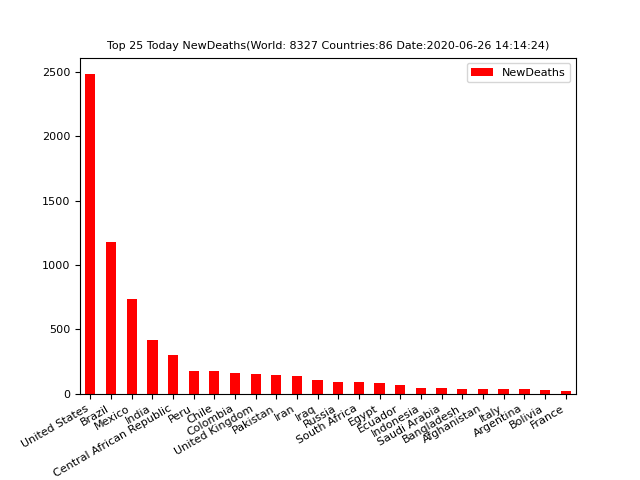 Top 25 Today NewDeaths(World: 8327 Countries:86 Date:2020-06-26 14:14:24)
NewDeaths
2500
2000
1500
1000
500
0
United States
Brazil
Mexico
India
Central African Republic
Peru
Chile
Colombia
United Kingdom
Pakistan
Iran
Iraq
Russia
South Africa
Egypt
Ecuador
Indonesia
Saudi Arabia
Bangladesh
Afghanistan
Italy
Argentina
Bolivia
France